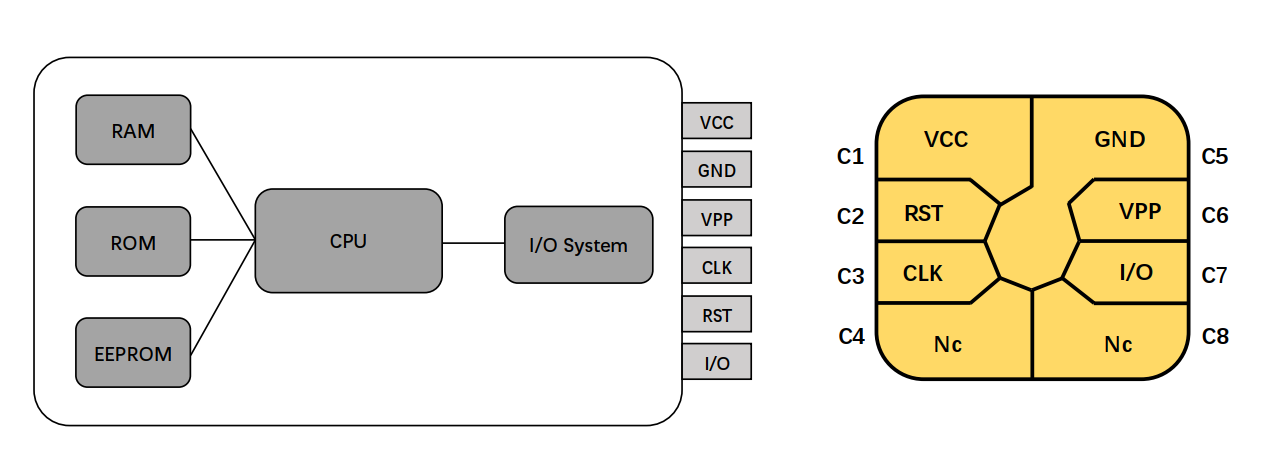 RAM
ROM
EEPROM
CPU
I/O System
VCC
GND
VPP
CLK
RST
I/O
C1
VCC
GND
C5
C2
RST
VPP
C6
C3
CLK
I/O
C7
C4
Nc
Nc
C8